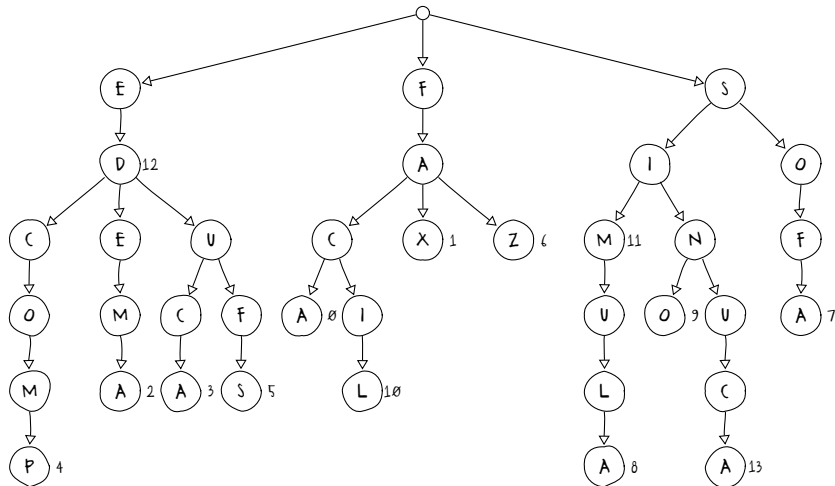 E F S
D 12 A I O
C E U C X 1 Z 6 M 11 N F
O M C F A 0 I U O 9 U A 7
M A 2 A 3 S 5 L 10 L C
P 4 A 8 A 13